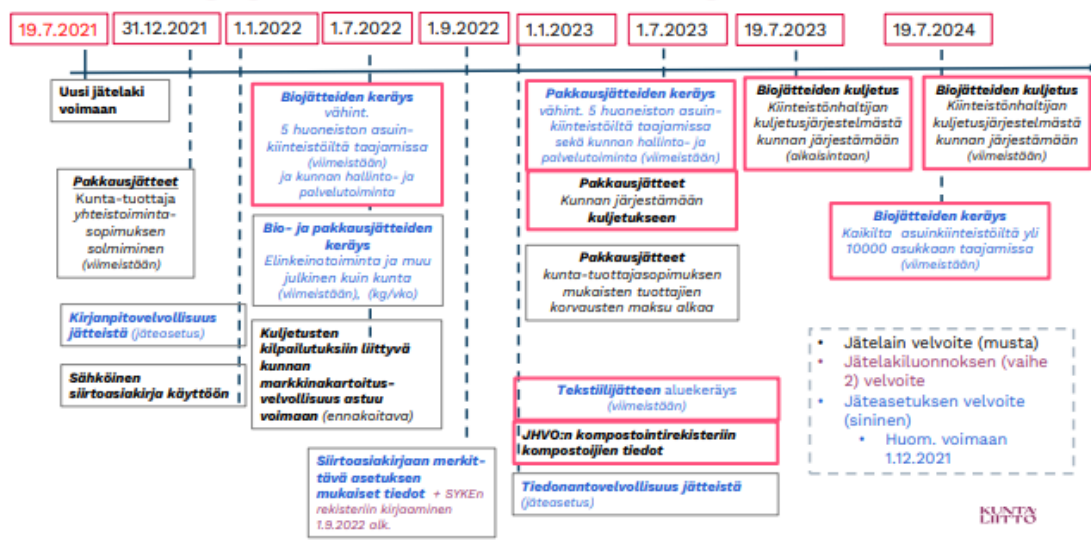 19.7.2021
31.12.2021
1.1.2022
1.7.2022
1.9.2022
1.1.2023
1.7.2023
19.7.2023
19.7.2024
Uusi jätelaki
voimaan
Pakkausjätteet
Kunta-tuottaja
yhteistoiminta-
sopimuksen
solmiminen
(viimeistään)
Kirjanpitovelvollisuus
jätteistä (jäteasetus)
Sähköinen
siirtoasiakirja käyttöön
Biojätteiden keräys
vähint.
5 huoneiston asuin-
kiinteistöiltä taajamissa
(viimeistään)
ja kunnan hallinto- ja
palvelutoiminta
Bio- ja pakkausjätteiden
keräys
Elinkeinotoiminta ja muu
julkinen kuin kunta
(viimeistään), (kg/vko)
Kuljetusten
kilpailutuksiin liittyvä
kunnan
markkinakartoitus-
velvollisuus astuu
voimaan (ennakoitava)
Siirtoasiakirjaan merkit-
tävä asetuksen
mukaiset tiedot + SYKEn
rekisteriin kirjaaminen
1.9.2022 alk.
Pakkausjätteiden keräys
vähint. 5 huoneiston asuin-
kiinteistöiltä taajamissa
sekä kunnan hallinto- ja
palvelutoiminta (viimeistään)
Pakkausjätteet
Kunnan järjestämään
kuljetukseen
Pakkausjätteet
kunta-tuottajasopimuksen
mukaisten tuottajien
korvausten maksu alkaa
Tekstiilijätteen aluekeräys
(viimeistään)
JHVO:n kompostointirekisteriin
kompostoijien tiedot
Tiedonantovelvollisuus jätteistä
(jäteasetus)
Biojätteiden kuljetus
Kiinteistönhaltijan
kuljetusjärjestelmästä
kunnan järjestämään
(aikaisintaan)
Biojätteiden kuljetus
Kiinteistönhaltijan
kuljetusjärjestelmästä
kunnan järjestämään
(viimeistään)
Biojätteiden keräys
Kaikilta asuinkiinteistöiltä yli
10000 asukkaan taajamissa
(viimeistään)
• Jätelain velvoite (musta)
• Jätelakiluonnoksen (vaihe
2) velvoite
• Jäteasetuksen velvoite
(sininen)
• Huom. voimaan
1.12.2021
KUNTA
LIITTO